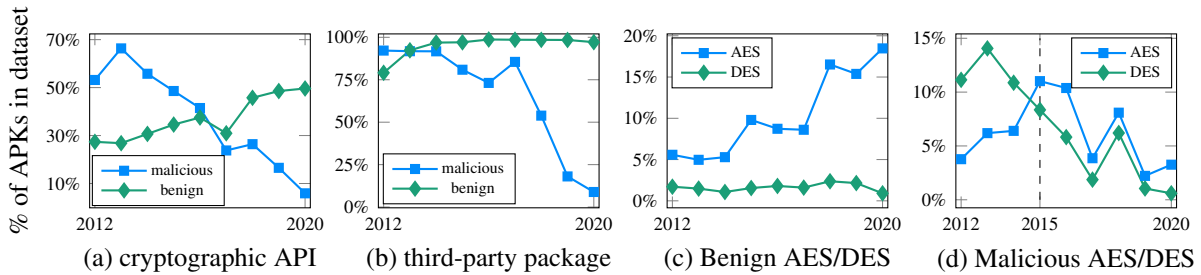 % of APKs in dataset
70%
50%
30%
10%
malicious
benign
2012
2020
(a) cryptographic API
100%
75%
50%
25%
0%
malicious
benign
2012
2020
(b) third-party package
20%
15%
10%
5%
0%
AES
DES
2012
2020
(c) Benign AES/DES
15%
10%
5%
0%
AES
DES
2012
2015
2020
(d) Malicious AES/DES